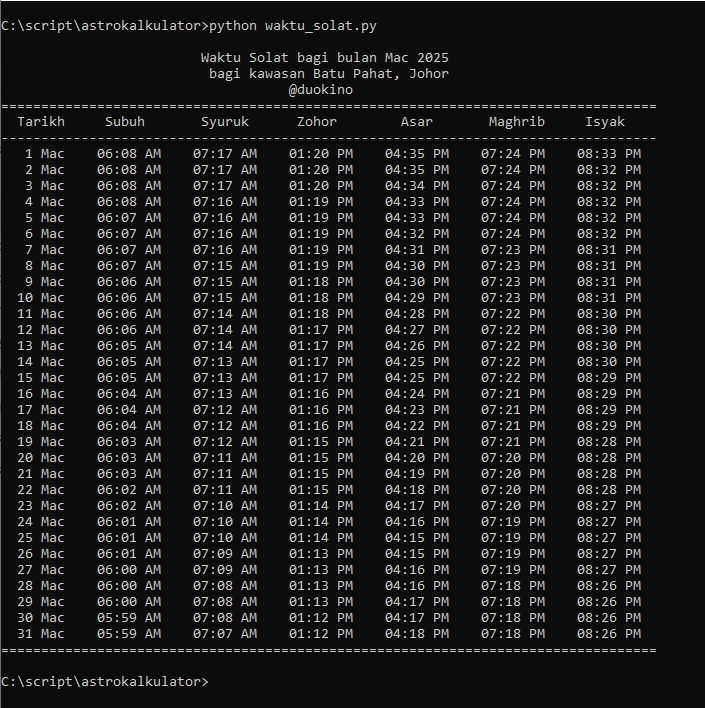 C:\script\astrokalkulator>python waktu_solat.py
Waktu Solat bagi bulan Mac 2025
bagi kawasan Batu Pahat, Johor
@duokino
==================================================================================
Tarikh Subuh Syuruk Zohor Asar Maghrib Isyak
----------------------------------------------------------------------------------
1 Mac 06:08 AM 07:17 AM 01:20 PM 04:35 PM 07:24 PM 08:33 PM
2 Mac 06:08 AM 07:17 AM 01:20 PM 04:35 PM 07:24 PM 08:32 PM
3 Mac 06:08 AM 07:17 AM 01:20 PM 04:34 PM 07:24 PM 08:32 PM
4 Mac 06:08 AM 07:16 AM 01:19 PM 04:33 PM 07:24 PM 08:32 PM
5 Mac 06:07 AM 07:16 AM 01:19 PM 04:33 PM 07:24 PM 08:32 PM
6 Mac 06:07 AM 07:16 AM 01:19 PM 04:32 PM 07:24 PM 08:32 PM
7 Mac 06:07 AM 07:16 AM 01:19 PM 04:31 PM 07:23 PM 08:31 PM
8 Mac 06:07 AM 07:15 AM 01:19 PM 04:30 PM 07:23 PM 08:31 PM
9 Mac 06:06 AM 07:15 AM 01:18 PM 04:30 PM 07:23 PM 08:31 PM
10 Mac 06:06 AM 07:15 AM 01:18 PM 04:29 PM 07:23 PM 08:31 PM
11 Mac 06:06 AM 07:14 AM 01:18 PM 04:28 PM 07:22 PM 08:30 PM
12 Mac 06:06 AM 07:14 AM 01:17 PM 04:27 PM 07:22 PM 08:30 PM
13 Mac 06:05 AM 07:14 AM 01:17 PM 04:26 PM 07:22 PM 08:30 PM
14 Mac 06:05 AM 07:13 AM 01:17 PM 04:25 PM 07:22 PM 08:30 PM
15 Mac 06:05 AM 07:13 AM 01:17 PM 04:25 PM 07:22 PM 08:29 PM
16 Mac 06:04 AM 07:13 AM 01:16 PM 04:24 PM 07:21 PM 08:29 PM
17 Mac 06:04 AM 07:12 AM 01:16 PM 04:23 PM 07:21 PM 08:29 PM
18 Mac 06:04 AM 07:12 AM 01:16 PM 04:22 PM 07:21 PM 08:29 PM
19 Mac 06:03 AM 07:12 AM 01:15 PM 04:21 PM 07:21 PM 08:28 PM
20 Mac 06:03 AM 07:11 AM 01:15 PM 04:20 PM 07:20 PM 08:28 PM
21 Mac 06:03 AM 07:11 AM 01:15 PM 04:19 PM 07:20 PM 08:28 PM
22 Mac 06:02 AM 07:11 AM 01:15 PM 04:18 PM 07:20 PM 08:28 PM
23 Mac 06:02 AM 07:10 AM 01:14 PM 04:17 PM 07:20 PM 08:27 PM
24 Mac 06:01 AM 07:10 AM 01:14 PM 04:16 PM 07:19 PM 08:27 PM
25 Mac 06:01 AM 07:10 AM 01:14 PM 04:15 PM 07:19 PM 08:27 PM
26 Mac 06:01 AM 07:09 AM 01:13 PM 04:15 PM 07:19 PM 08:27 PM
27 Mac 06:00 AM 07:09 AM 01:13 PM 04:16 PM 07:19 PM 08:27 PM
28 Mac 06:00 AM 07:08 AM 01:13 PM 04:16 PM 07:18 PM 08:26 PM
29 Mac 06:00 AM 07:08 AM 01:12 PM 04:17 PM 07:18 PM 08:26 PM
30 Mac 05:59 AM 07:08 AM 01:12 PM 04:17 PM 07:18 PM 08:26 PM
31 Mac 05:59 AM 07:07 AM 01:12 PM 04:18 PM 07:18 PM 08:26 PM
==================================================================================
C:\script\astrokalkulator>